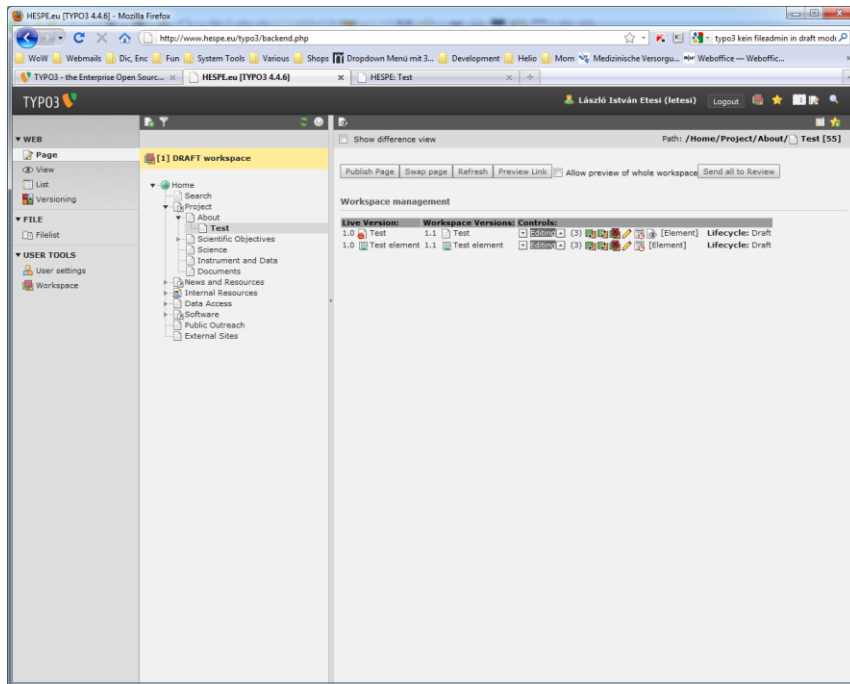 HESPE.eu [TYPO3 4.4.6] - Mozilla Firefox
http://www.hespe.eu/typo3/backend.php
typo3 kein fileadmin in draft mod
WoW Webmails Dic, Enc Fun System Tools Various Shops Dropdown Menü mit 3... Development Helio Mom Medizinische Versorgu... Weboffice — Weboffic...
TYPO3 - the Enterprise Open Sourc... HESPE.eu [TYPO3 4.4.6] HESPE: Test
TYPO3 László István Etesi (letesi) Logout
WEB
Page
View
List
Versioning
FILE
Filelist
USER TOOLS
User settings
Workspace
[1] DRAFT workspace
Home
Search
Project
About
Test
Scientific Objectives
Science
Instrument and Data
Documents
News and Resources
Internal Resources
Data Access
Software
Public Outreach
External Sites
Show difference view Path: /Home/Project/About/ Test [55]
Publish Page Swap page Refresh Preview Link Allow preview of whole workspace Send all to Review
Workspace management
Live Version: Workspace Versions: Controls:
1.0 Test 1.1 Test Editing (3) [Element] Lifecycle: Draft
1.0 Test element 1.1 Test element Editing (3) [Element] Lifecycle: Draft